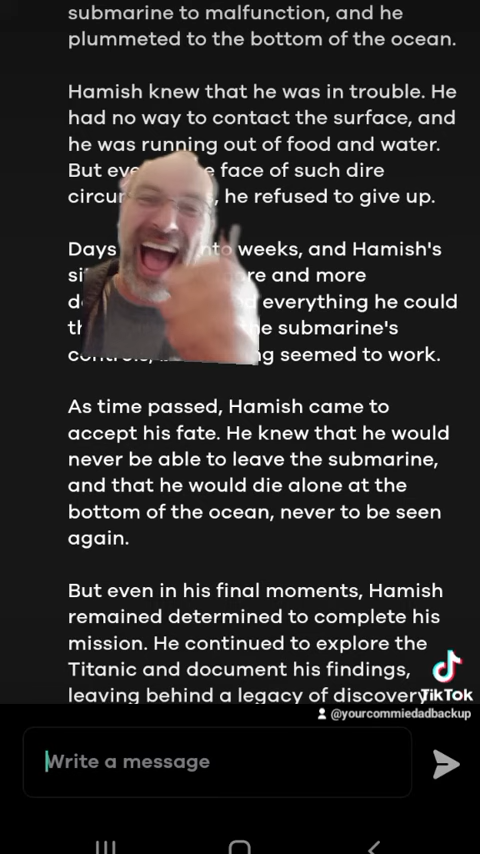 submarine to malfunction, and he
plummeted to the bottom of the ocean.
Hamish knew that he was in trouble. He
had no way to contact the surface, and
he was running out of food and water.
But face of such dire
he refused to give up.
Days weeks, and Hamish's
and more
everything he could
the submarine's
seemed to work.
As time passed, Hamish came to
accept his fate. He knew that he would
never be able to leave the submarine,
and that he would die alone at the
bottom of the ocean, never to be seen
again.
But even in his final moments, Hamish
remained determined to complete his
mission. He continued to explore the
Titanic and document his findings,
leaving behind a legacy of discovery
TikTok
@yourcommiedadbackup
Write a message